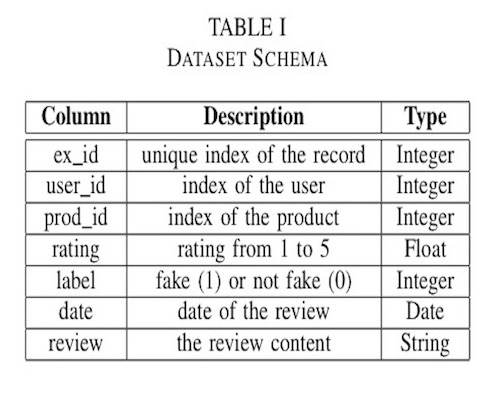 TABLE I
DATASET SCHEMA
Column Description Type
ex_id unique index of the record Integer
user_id index of the user Integer
prod_id index of the product Integer
rating rating from 1 to 5 Float
label fake (1) or not fake (0) Integer
date date of the review Date
review the review content String